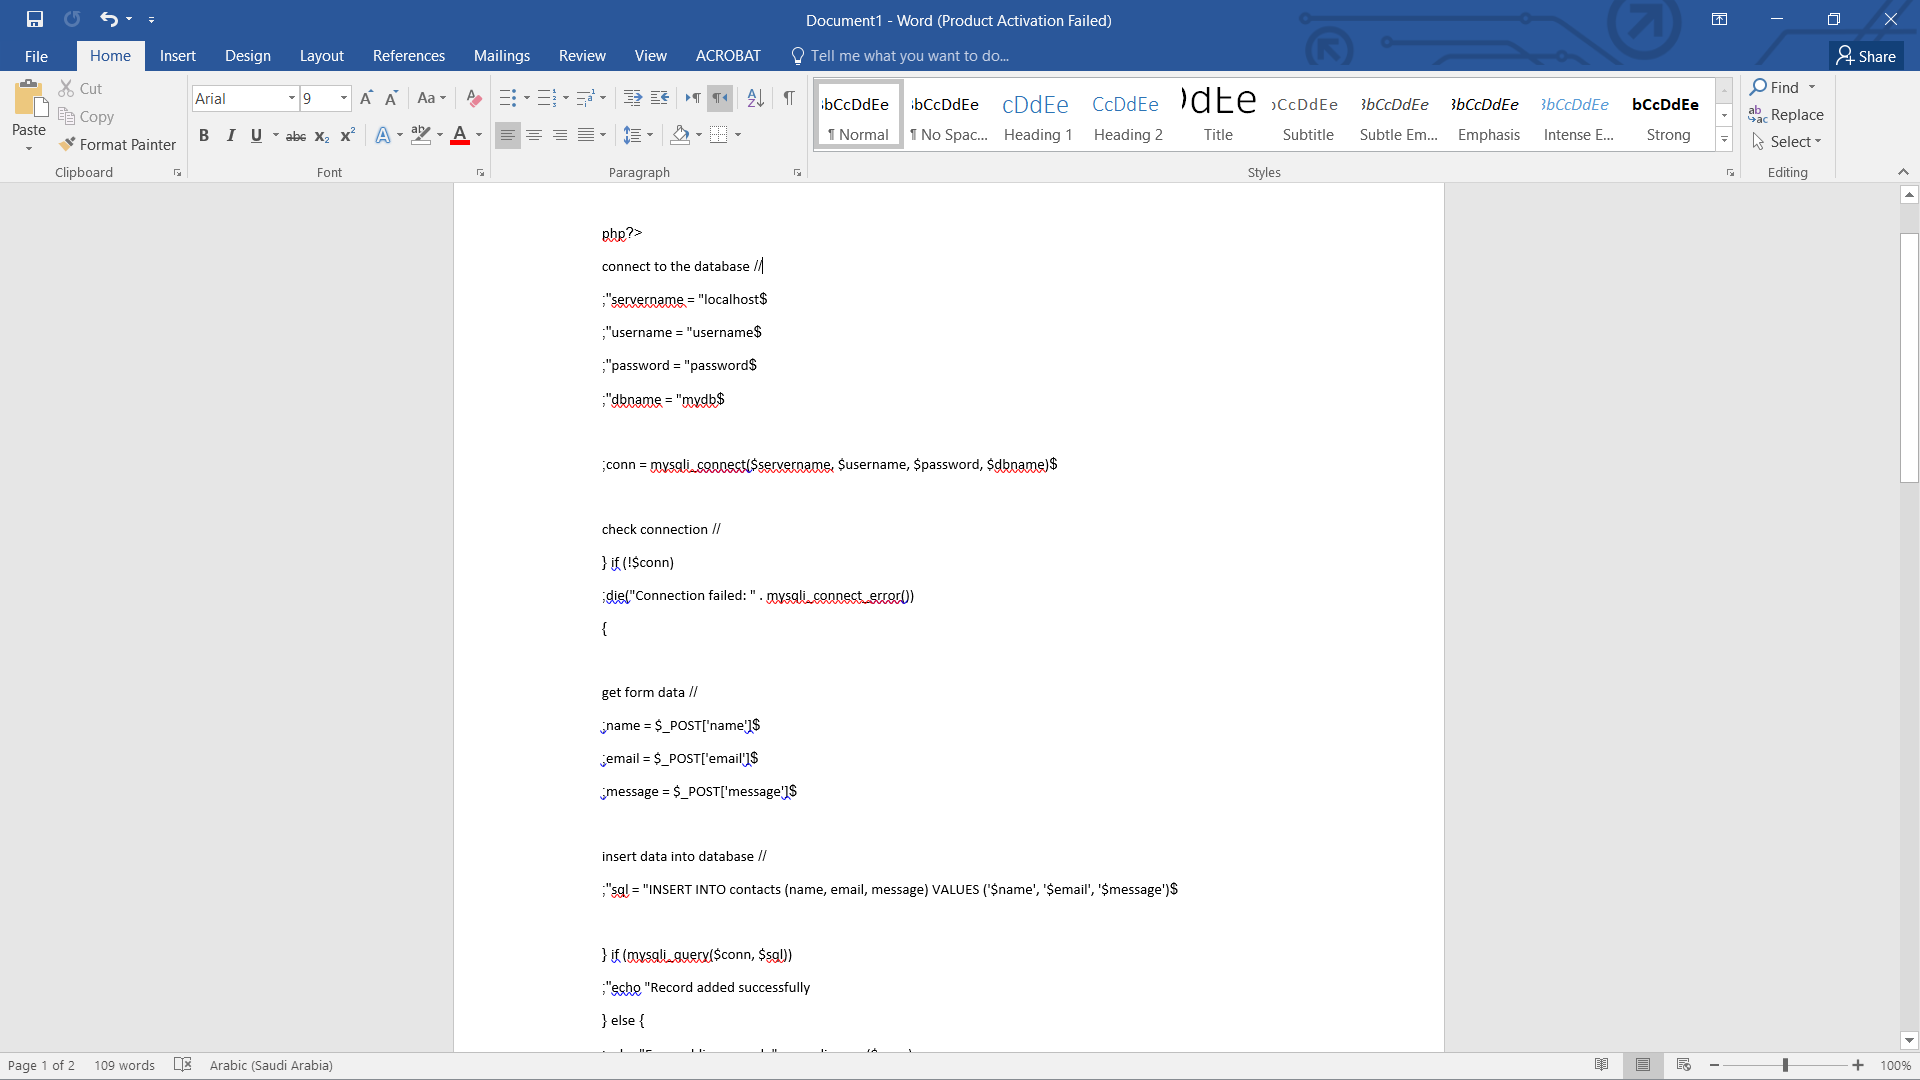 Document1 - Word (Product Activation Failed)
File Home Insert Design Layout References Mailings Review View ACROBAT Tell me what you want to do... Share
Paste
Cut
Copy
Format Painter
Clipboard
Arial 9
Font
Paragraph
¶ Normal ¶ No Spac... Heading 1 Heading 2 Title Subtitle Subtle Em... Emphasis Intense E... Strong
Styles
Find
Replace
Select
Editing
php?>
connect to the database //
;"servername = "localhost$
;"username = "username$
;"password = "password$
;"dbname = "mydb$
;conn = mysqli_connect($servername, $username, $password, $dbname)$
check connection //
} if (!$conn)
;die("Connection failed: " . mysqli_connect_error())
{
get form data //
;name = $_POST['name']$
;email = $_POST['email']$
;message = $_POST['message']$
insert data into database //
;"sql = "INSERT INTO contacts (name, email, message) VALUES ('$name', '$email', '$message')$
} if (mysqli_query($conn, $sql))
;"echo "Record added successfully
} else {
Page 1 of 2 109 words Arabic (Saudi Arabia) 100%